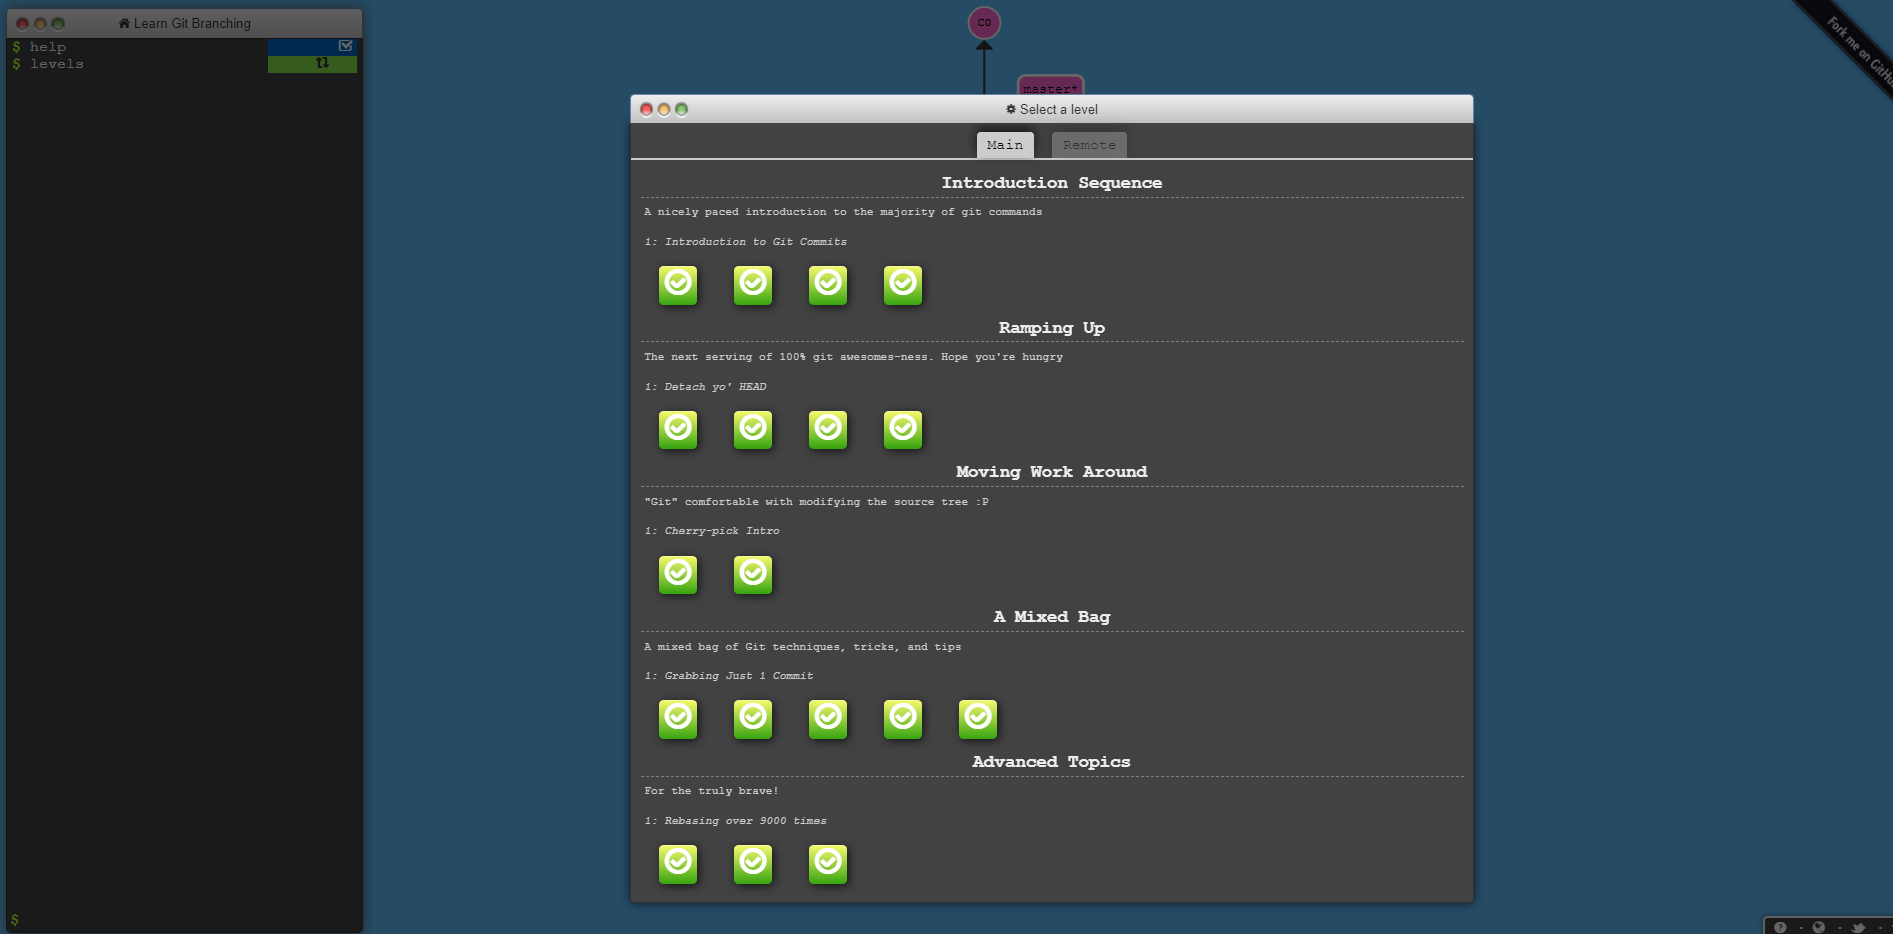 Learn Git Branching
$ help
$ levels
$
C0
master*
Fork me on GitHu
Select a level
Main
Remote
Introduction Sequence
A nicely paced introduction to the majority of git commands
1: Introduction to Git Commits
Ramping Up
The next serving of 100% git awesomes-ness. Hope you're hungry
1: Detach yo' HEAD
Moving Work Around
"Git" comfortable with modifying the source tree :P
1: Cherry-pick Intro
A Mixed Bag
A mixed bag of Git techniques, tricks, and tips
1: Grabbing Just 1 Commit
Advanced Topics
For the truly brave!
1: Rebasing over 9000 times